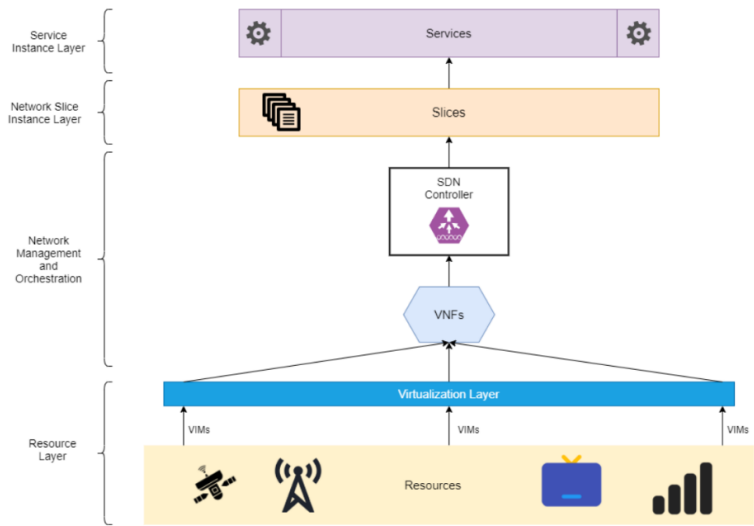 Service
Instance Layer
Services
Network Slice
Instance Layer
Slices
SDN
Controller
Network
Management
and
Orchestration
VNFs
Virtualization Layer
VIMs
VIMs
VIMs
Resource
Layer
Resources